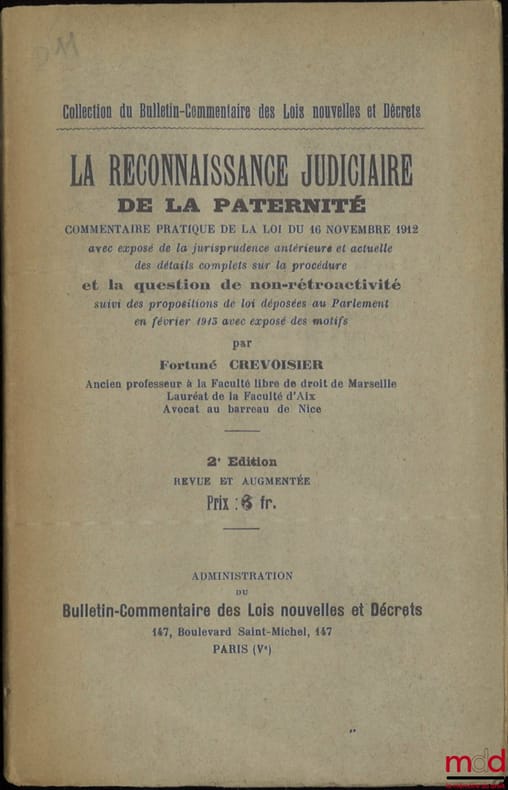 D 11
Collection du Bulletin-Commentaire des Lois nouvelles et Décrets
LA RECONNAISSANCE JUDICIAIRE
DE LA PATERNITÉ
COMMENTAIRE PRATIQUE DE LA LOI DU 16 NOVEMBRE 1912
avec exposé de la jurisprudence antérieure et actuelle
des détails complets sur la procédure
et la question de non-rétroactivité
suivi des propositions de loi déposées au Parlement
en février 1913 avec exposé des motifs
par
Fortuné CREVOISIER
Ancien professeur à la Faculté libre de droit de Marseille
Lauréat de la Faculté d'Aix
Avocat au barreau de Nice
2e Edition
REVUE ET AUGMENTÉE
Prix : 6 fr.
ADMINISTRATION
DU
Bulletin-Commentaire des Lois nouvelles et Décrets
147, Boulevard Saint-Michel, 147
PARIS (Ve)
mdd